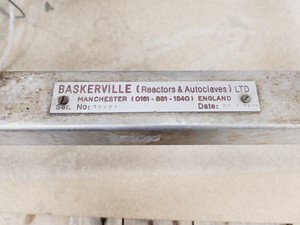 BASKERVILLE (Reactors & Autoclaves) LTD
MANCHESTER (0161-881-1540) ENGLAND
Ser. No: Date: